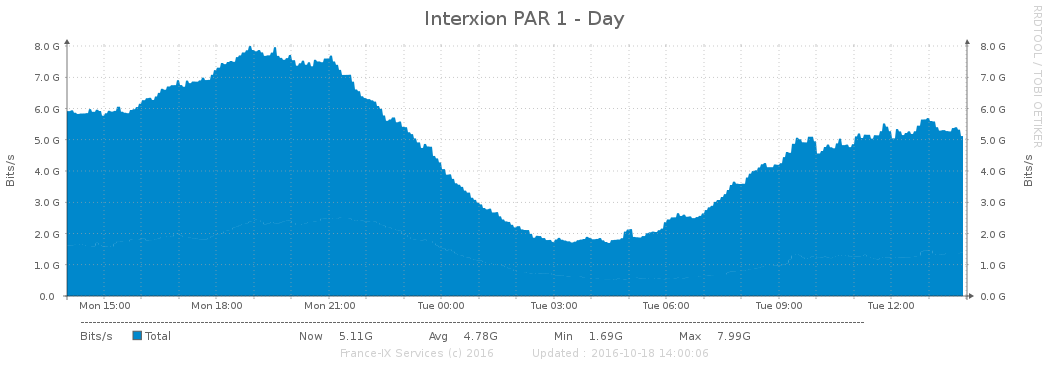 Interxion PAR 1 - Day
RRDTOOL / TOBI OETIKER
Bits/s
8.0 G 8.0 G
7.0 G 7.0 G
6.0 G 6.0 G
5.0 G 5.0 G
4.0 G 4.0 G
3.0 G 3.0 G
2.0 G 2.0 G
1.0 G 1.0 G
0.0 0.0 G
Bits/s
Mon 15:00 Mon 18:00 Mon 21:00 Tue 00:00 Tue 03:00 Tue 06:00 Tue 09:00 Tue 12:00
Bits/s Total Now 5.11G Avg 4.78G Min 1.69G Max 7.99G
France-IX Services (c) 2016 Updated : 2016-10-18 14:00:06